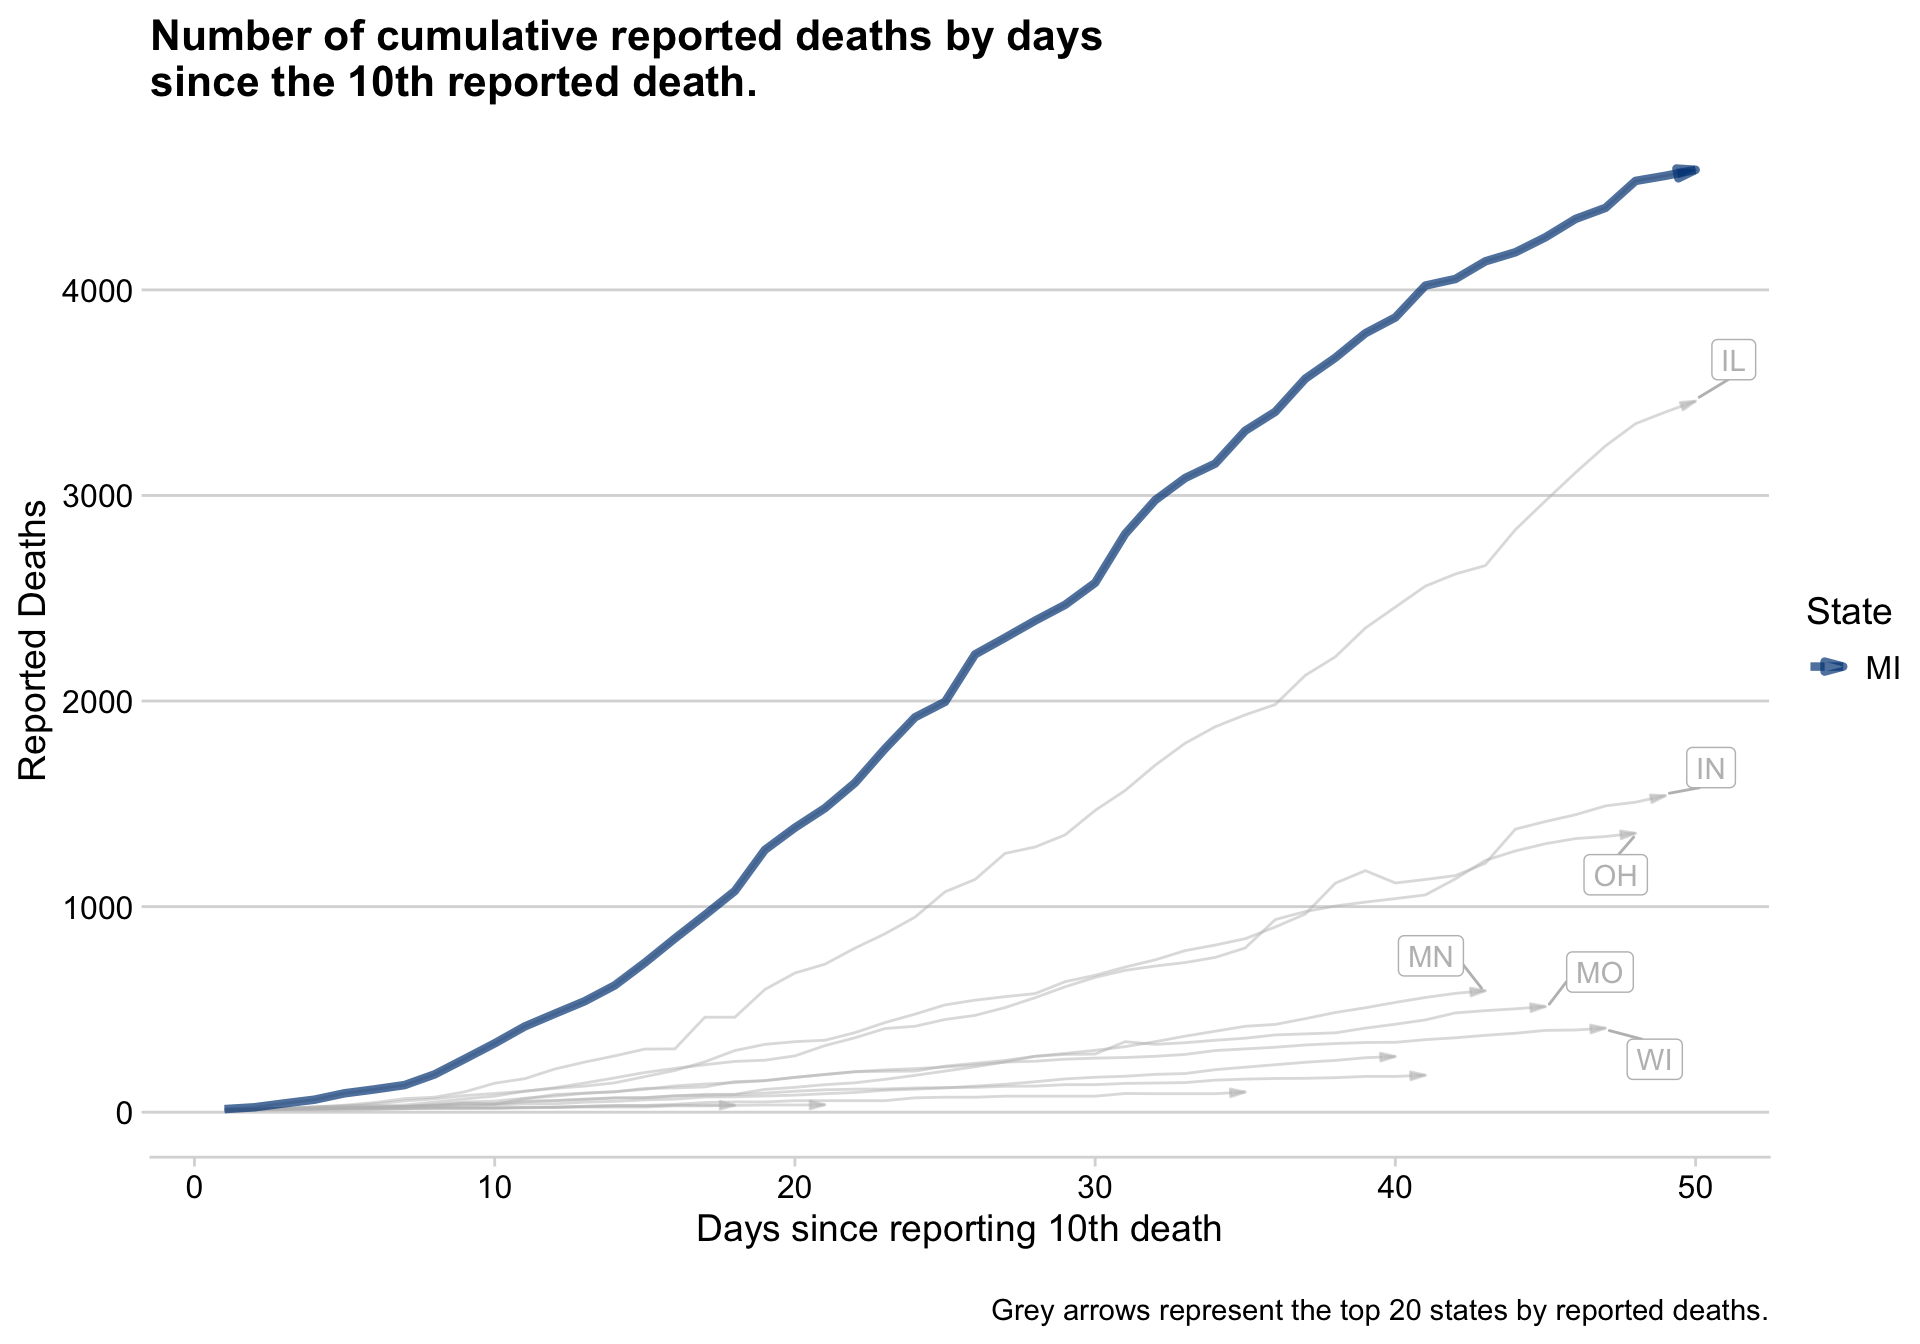 Number of cumulative reported deaths by days
since the 10th reported death.
Reported Deaths
4000
3000
2000
1000
0
IL
IN
OH
MN
MO
WI
State
MI
0
10
20
30
40
50
Days since reporting 10th death
Grey arrows represent the top 20 states by reported deaths.